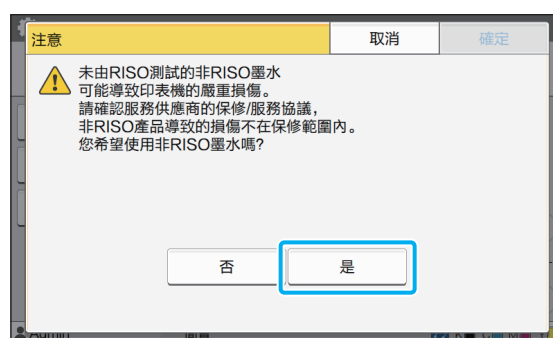 注意
取消
確定
未由RISO測試的非RISO墨水
可能導致印表機的嚴重損傷。
請確認服務供應商的保修/服務協議，
非RISO產品導致的損傷不在保修範圍內。
您希望使用非RISO墨水嗎?
否
是
Admin